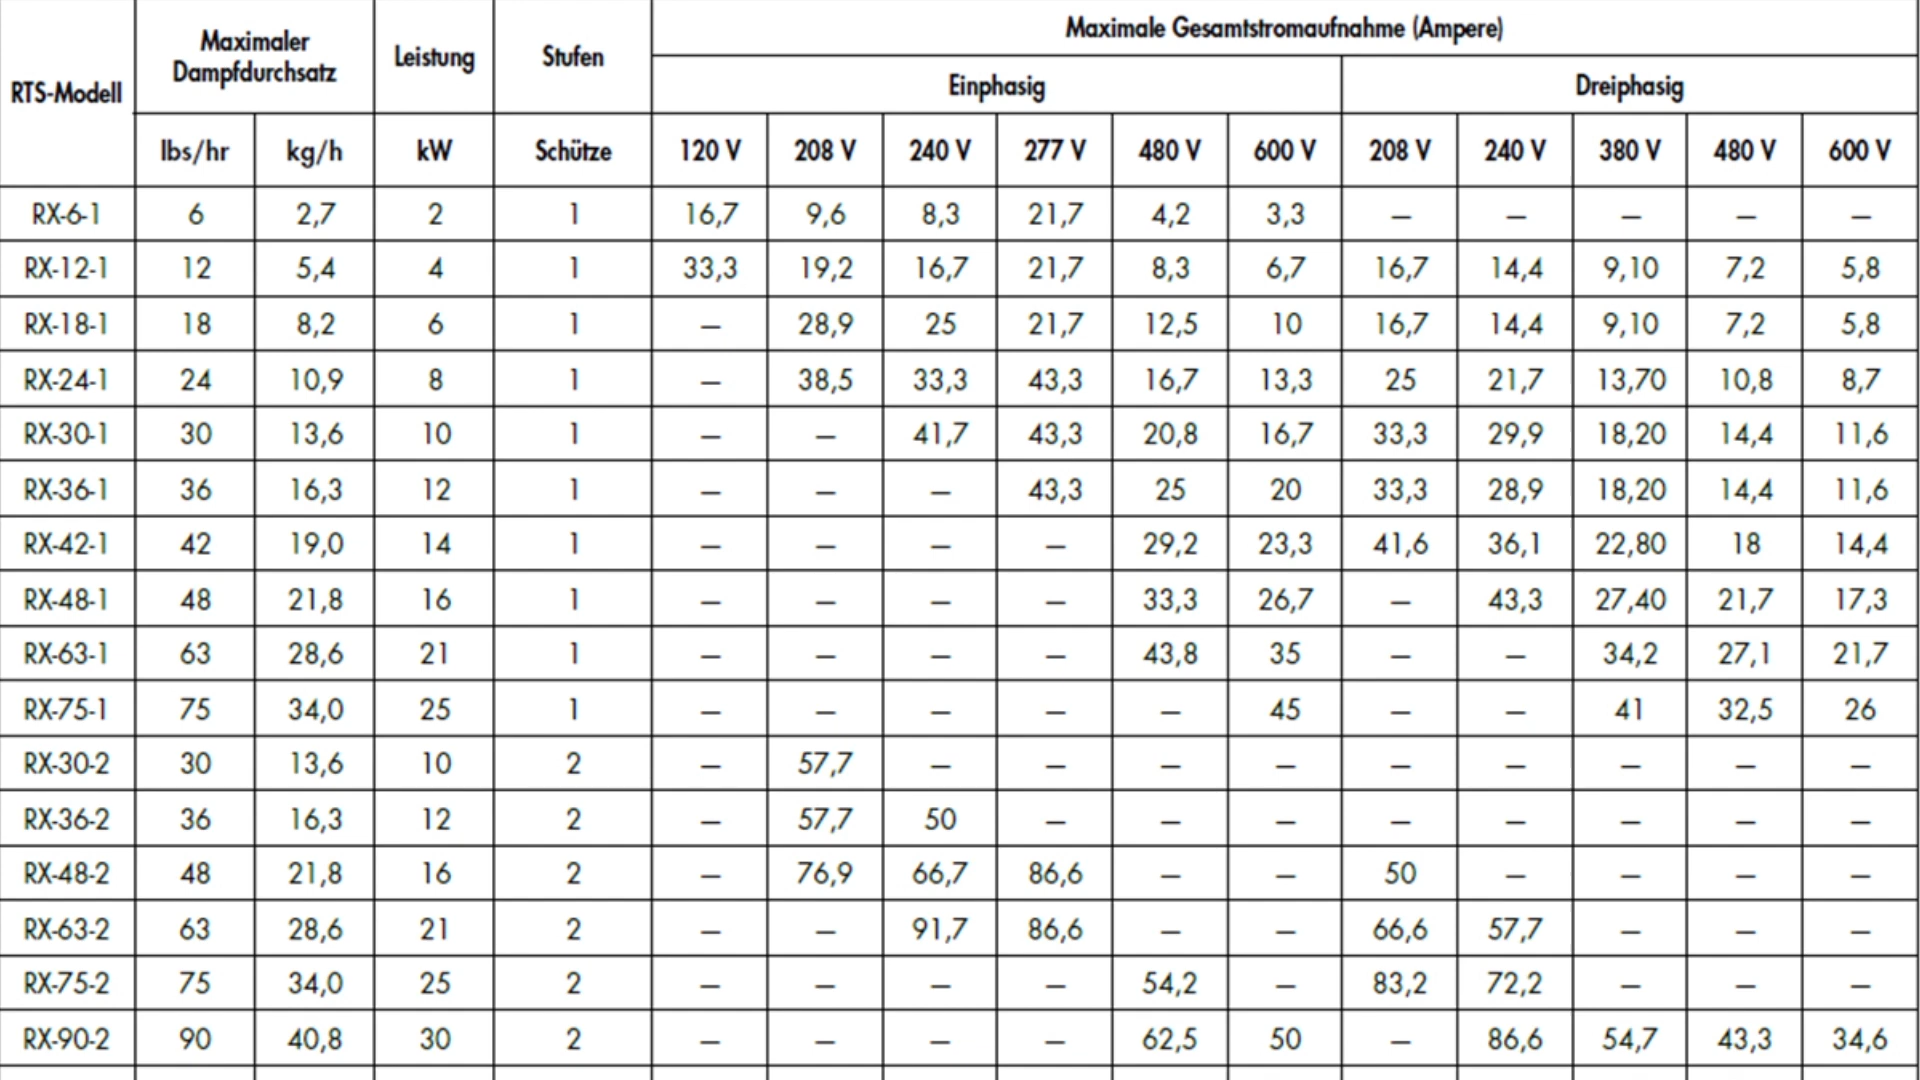 Maximale Gesamtstromaufnahme (Ampere)
Maximaler Dampfdurchsatz Leistung Stufen
RTS-Modell Einphasig Dreiphasig
lbs/hr kg/h kW Schütze 120 V 208 V 240 V 277 V 480 V 600 V 208 V 240 V 380 V 480 V 600 V
RX-6-1 6 2,7 2 1 16,7 9,6 8,3 21,7 4,2 3,3 – – – – –
RX-12-1 12 5,4 4 1 33,3 19,2 16,7 21,7 8,3 6,7 16,7 14,4 9,10 7,2 5,8
RX-18-1 18 8,2 6 1 – 28,9 25 21,7 12,5 10 16,7 14,4 9,10 7,2 5,8
RX-24-1 24 10,9 8 1 – 38,5 33,3 43,3 16,7 13,3 25 21,7 13,70 10,8 8,7
RX-30-1 30 13,6 10 1 – – 41,7 43,3 20,8 16,7 33,3 29,9 18,20 14,4 11,6
RX-36-1 36 16,3 12 1 – – – 43,3 25 20 33,3 28,9 18,20 14,4 11,6
RX-42-1 42 19,0 14 1 – – – – 29,2 23,3 41,6 36,1 22,80 18 14,4
RX-48-1 48 21,8 16 1 – – – – 33,3 26,7 – 43,3 27,40 21,7 17,3
RX-63-1 63 28,6 21 1 – – – – 43,8 35 – – 34,2 27,1 21,7
RX-75-1 75 34,0 25 1 – – – – – 45 – – 41 32,5 26
RX-30-2 30 13,6 10 2 – 57,7 – – – – – – – – –
RX-36-2 36 16,3 12 2 – 57,7 50 – – – – – – – –
RX-48-2 48 21,8 16 2 – 76,9 66,7 86,6 – – 50 – – – –
RX-63-2 63 28,6 21 2 – – 91,7 86,6 – – 66,6 57,7 – – –
RX-75-2 75 34,0 25 2 – – – – 54,2 – 83,2 72,2 – – –
RX-90-2 90 40,8 30 2 – – – – 62,5 50 – 86,6 54,7 43,3 34,6